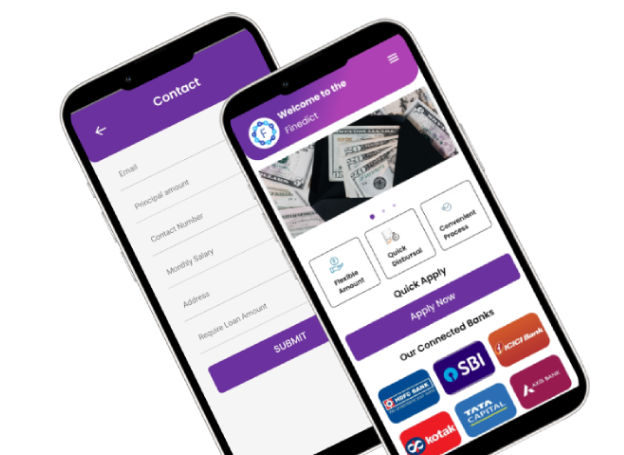 Contact
Email
Principal amount
Contact Number
Monthly Salary
Address
Require Loan Amount
SUBMIT
Welcome to the
Finedict
F
Flexible
Amount
Quick
Disbursal
Convenient
Process
Quick Apply
Apply Now
Our Connected Banks
HDFC BANK
SBI
ICICI Bank
kotak
TATA
CAPITAL
AXIS BANK